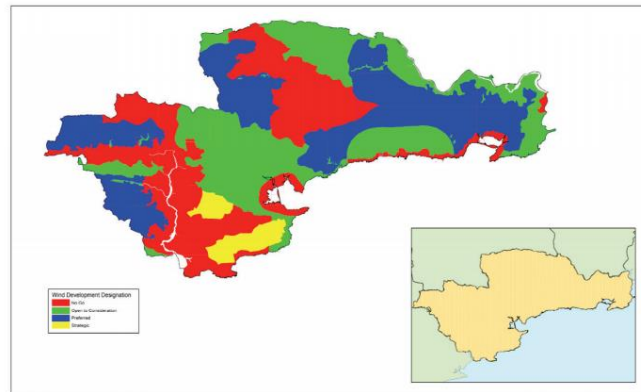 Wind Development Designation
No Go
Open to Consideration
Preferred
Strategic